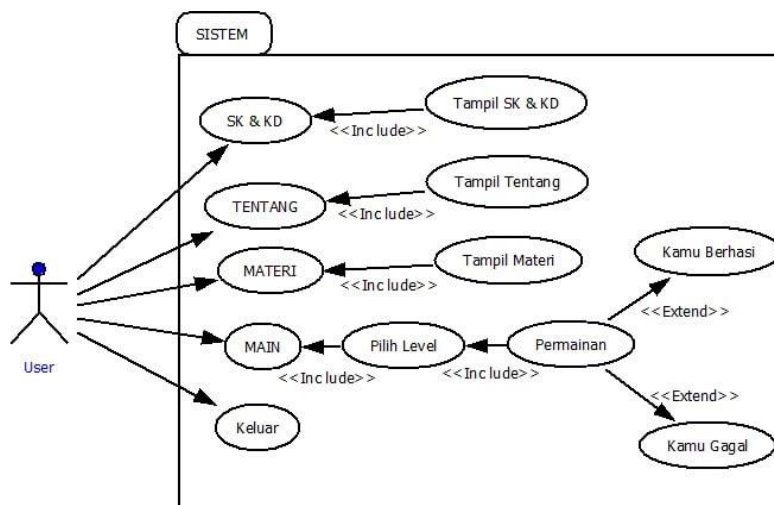 SISTEM
SK & KD
<<Include>>
Tampil SK & KD
TENTANG
<<Include>>
Tampil Tentang
MATERI
<<Include>>
Tampil Materi
Kamu Berhasi
<<Extend>>
MAIN
<<Include>>
Pilih Level
<<Include>>
Permainan
<<Extend>>
Kamu Gagal
Keluar
User